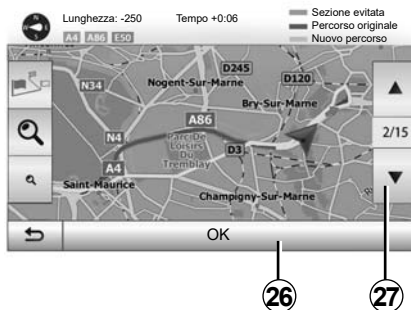 Lunghezza: -250 Tempo +0:06
Sezione evitata
Percorso originale
Nuovo percorso
A4 A86 E50
D245
D120
N34
Nogent-Sur-Marne
Bry-Sur-Marne
A86
2/15
N4
Parc De
Loisirs
Du
Tremblay
D3
A4
Saint-Maurice
Champigny-Sur-Marne
OK
26 27